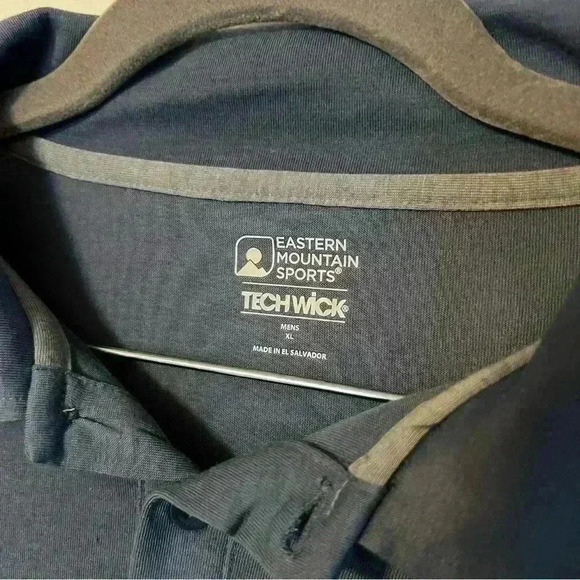 EASTERN
MOUNTAIN
SPORTS®
TECHWICK®
MENS
XL
MADE IN EL SALVADOR